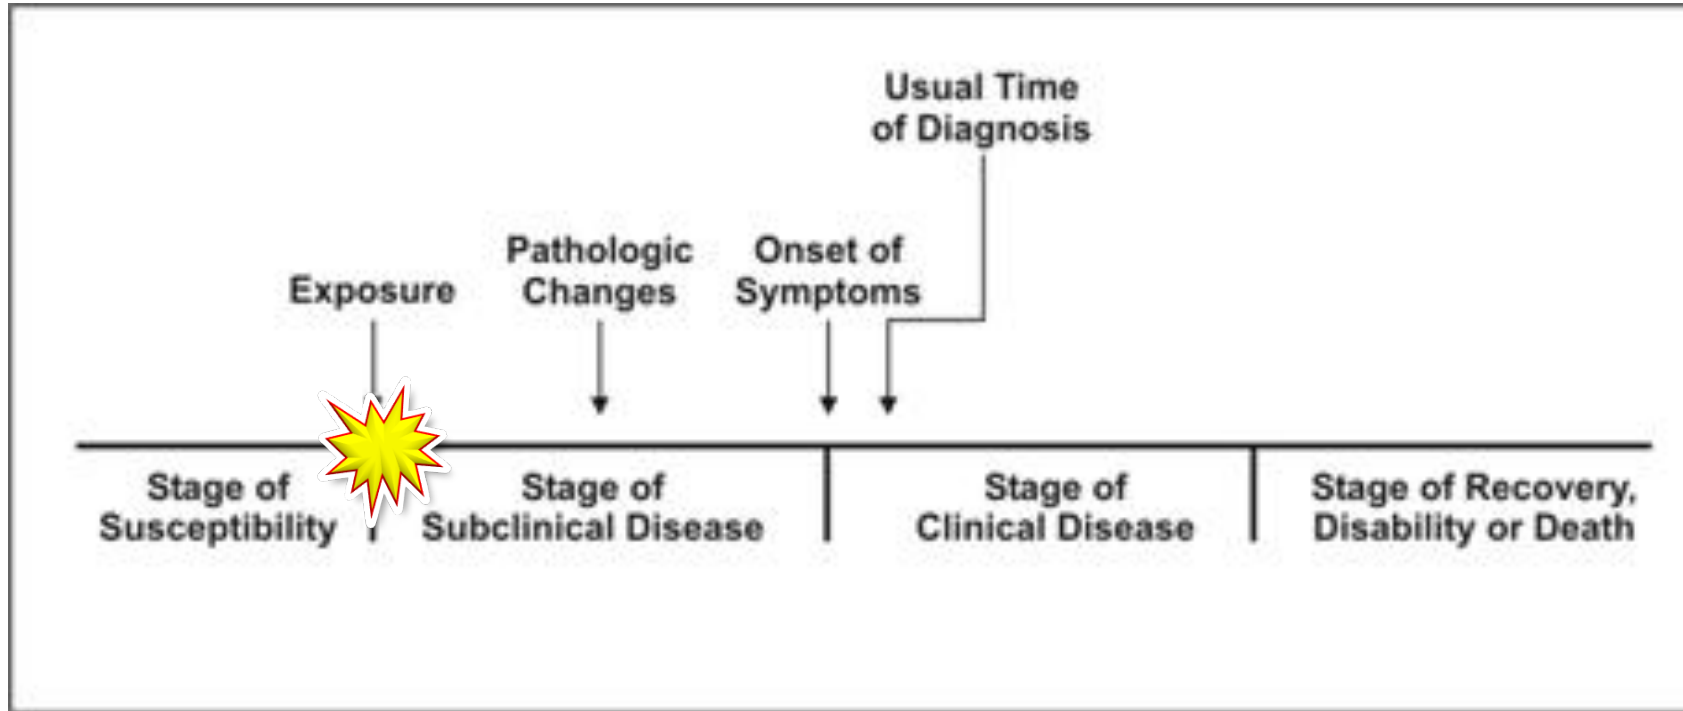 Usual Time
of Diagnosis
Pathologic
Changes
Onset of
Symptoms
Exposure
Stage of
Susceptibility
Stage of
Subclinical Disease
Stage of
Clinical Disease
Stage of Recovery,
Disability or Death